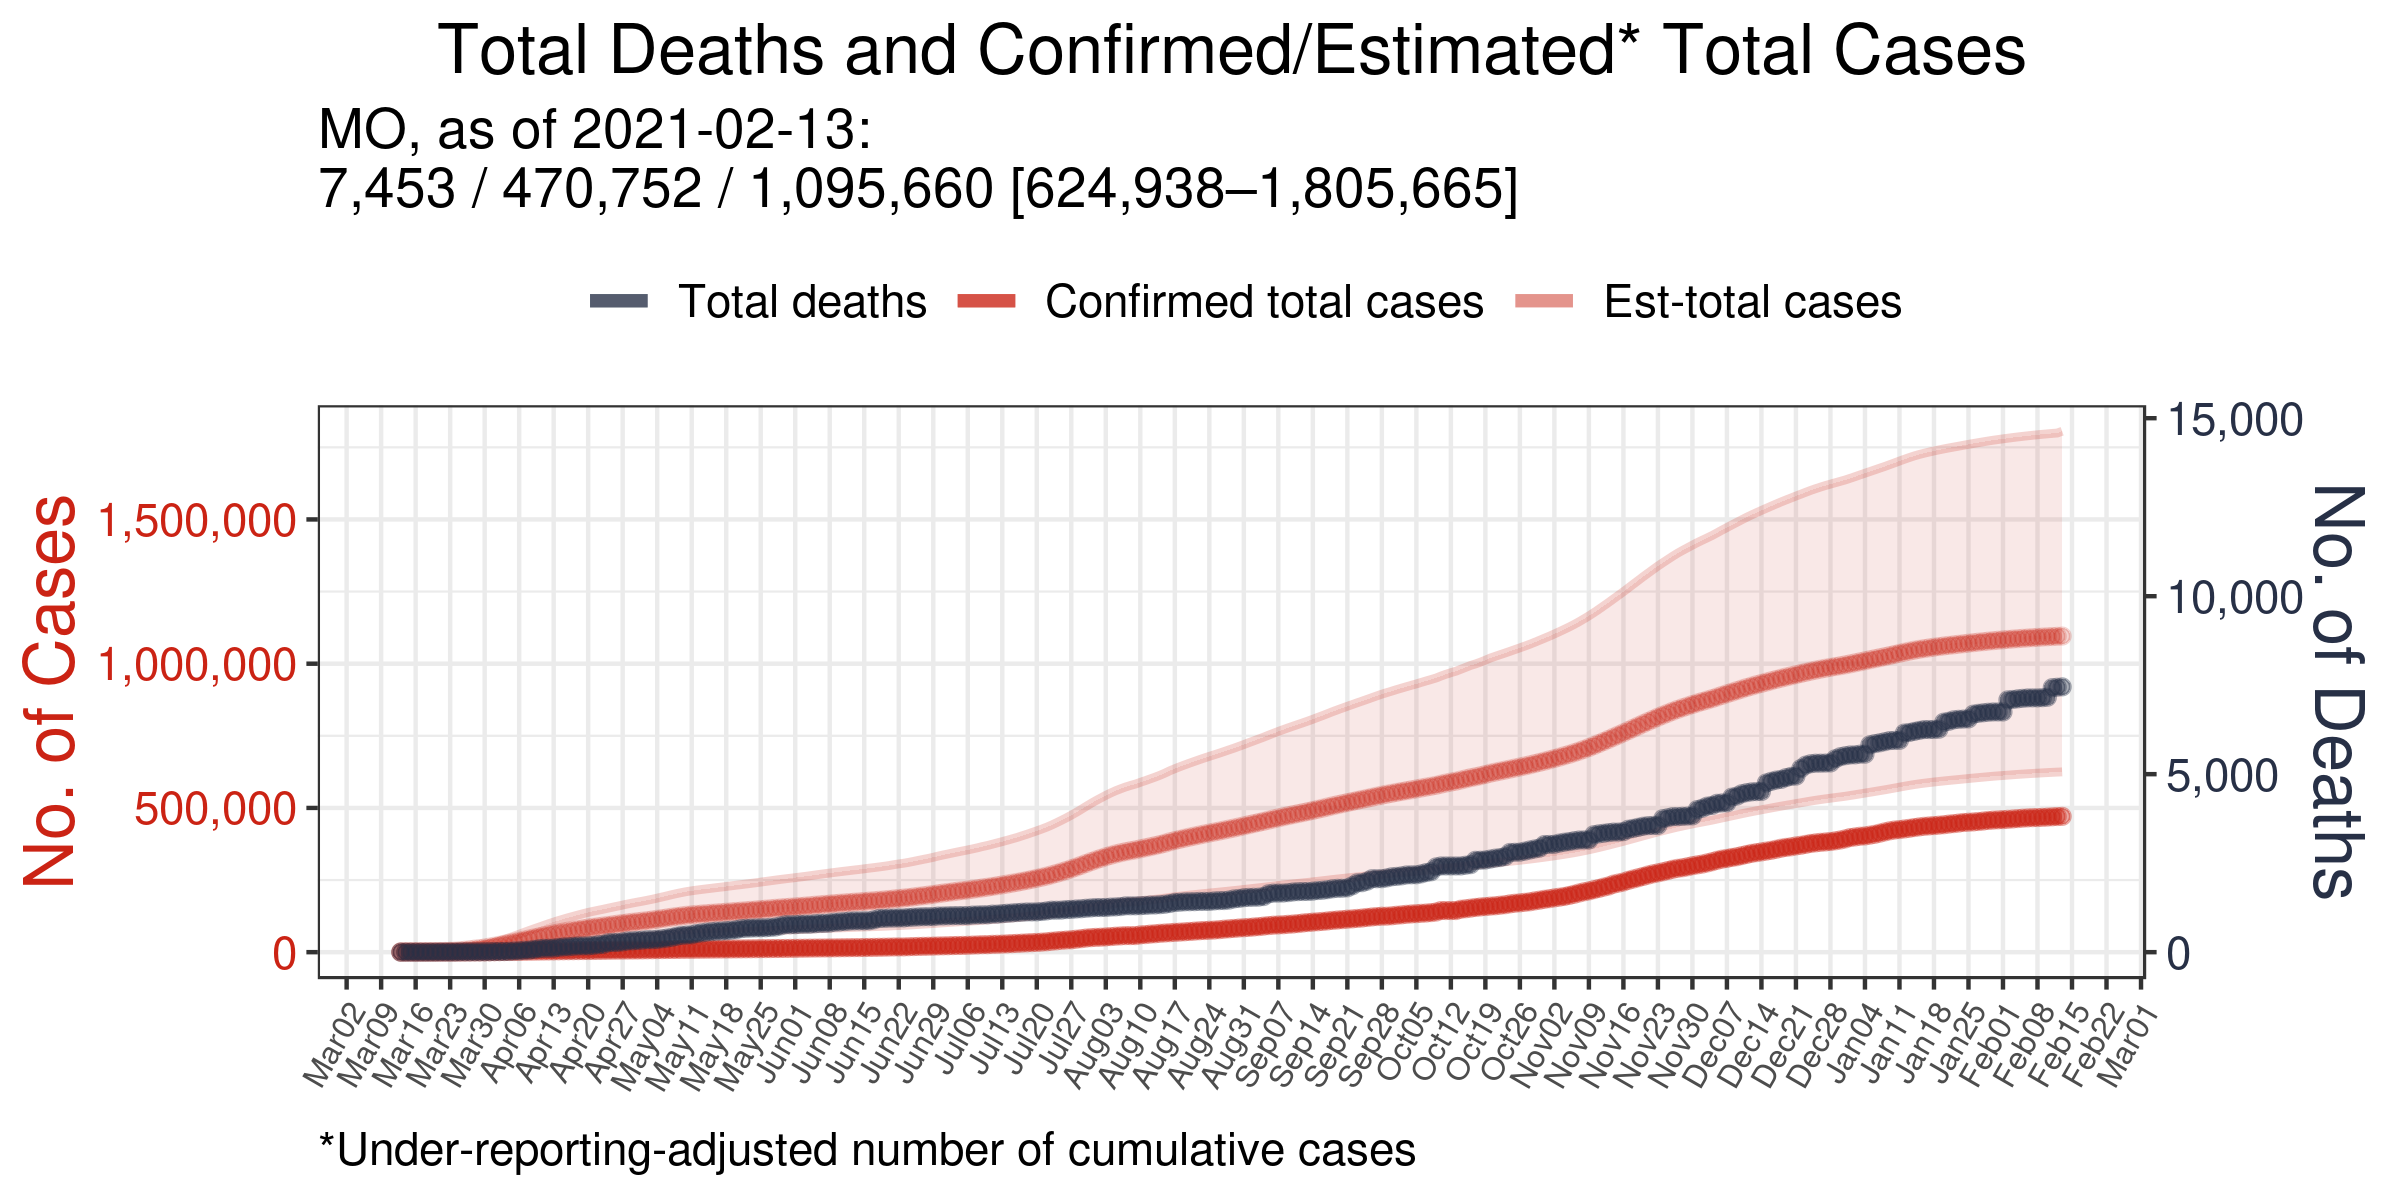 Total Deaths and Confirmed/Estimated* Total Cases
MO, as of 2021-02-13:
7,453 / 470,752 / 1,095,660 [624,938–1,805,665]
Total deaths
Confirmed total cases
Est-total cases
No. of Cases
1,500,000
1,000,000
500,000
0
15,000
10,000
5,000
0
No. of Deaths
Mar02
Mar09
Mar16
Mar23
Mar30
Apr06
Apr13
Apr20
Apr27
May04
May11
May18
May25
Jun01
Jun08
Jun15
Jun22
Jun29
Jul06
Jul13
Jul20
Jul27
Aug03
Aug10
Aug17
Aug24
Aug31
Sep07
Sep14
Sep21
Sep28
Oct05
Oct12
Oct19
Oct26
Nov02
Nov09
Nov16
Nov23
Nov30
Dec07
Dec14
Dec21
Dec28
Jan04
Jan11
Jan18
Jan25
Feb01
Feb08
Feb15
Feb22
Mar01
*Under-reporting-adjusted number of cumulative cases